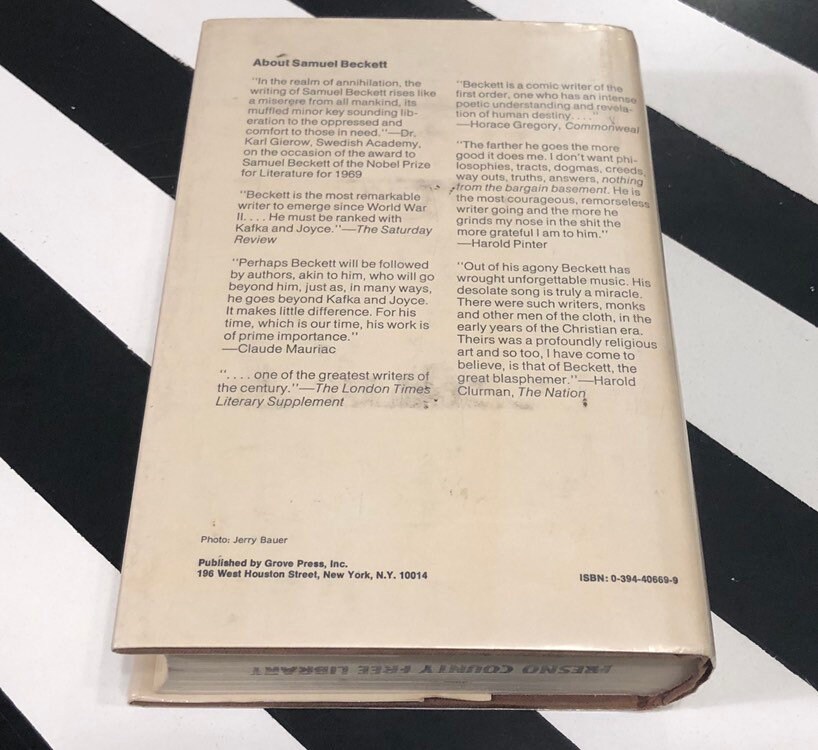 About Samuel Beckett
"In the realm of annihilation, the
writing of Samuel Beckett rises like
a miserere from all mankind, its
muffled minor key sounding lib-
eration to the oppressed and
comfort to those in need."—Dr.
Karl Gierow, Swedish Academy,
on the occasion of the award to
Samuel Beckett of the Nobel Prize
for Literature for 1969
"Beckett is the most remarkable
writer to emerge since World War
II. . . . He must be ranked with
Kafka and Joyce."—The Saturday
Review
"Perhaps Beckett will be followed
by authors, akin to him, who will go
beyond him, just as, in many ways,
he goes beyond Kafka and Joyce.
It makes little difference. For his
time, which is our time, his work is
of prime importance."
—Claude Mauriac
". . . . one of the greatest writers of
the century."—The London Times
Literary Supplement
"Beckett is a comic writer of the
first order, one who has an intense
poetic understanding and revela-
tion of human destiny. . . ."
—Horace Gregory, Commonweal
"The farther he goes the more
good it does me. I don't want phi-
losophies, tracts, dogmas, creeds,
way outs, truths, answers, nothing
from the bargain basement. He is
the most courageous, remorseless
writer going and the more he
grinds my nose in the shit the
more grateful I am to him."
—Harold Pinter
"Out of his agony Beckett has
wrought unforgettable music. His
desolate song is truly a miracle.
There were such writers, monks
and other men of the cloth, in the
early years of the Christian era.
Theirs was a profoundly religious
art and so too, I have come to
believe, is that of Beckett, the
great blasphemer."—Harold
Clurman, The Nation
Photo: Jerry Bauer
Published by Grove Press, Inc.
196 West Houston Street, New York, N.Y. 10014
ISBN: 0-394-40669-9
FRESNO COUNTY FREE LIBRARY